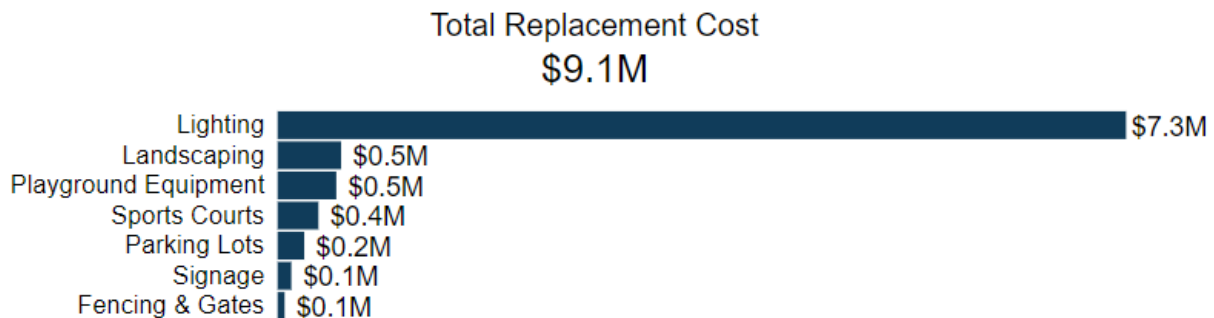 Total Replacement Cost
$9.1M
Lighting $7.3M
Landscaping $0.5M
Playground Equipment $0.5M
Sports Courts $0.4M
Parking Lots $0.2M
Signage $0.1M
Fencing & Gates $0.1M